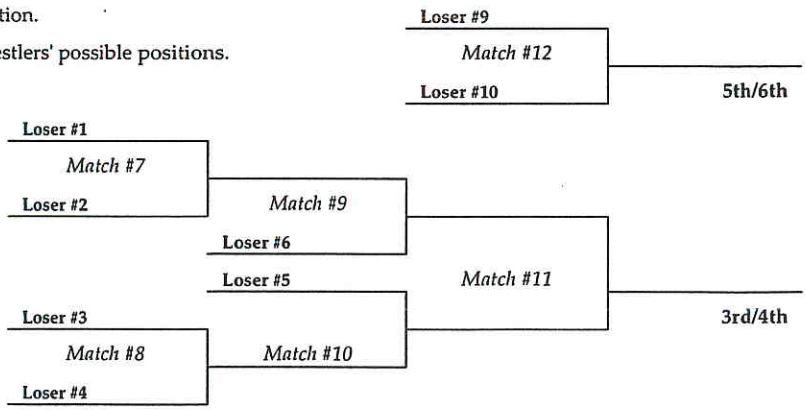 tion.
estlers' possible positions.
Loser #9
Match #12
Loser #10
5th/6th
Loser #1
Match #7
Loser #2
Match #9
Loser #6
Loser #5
Match #11
Loser #3
3rd/4th
Match #8
Match #10
Loser #4